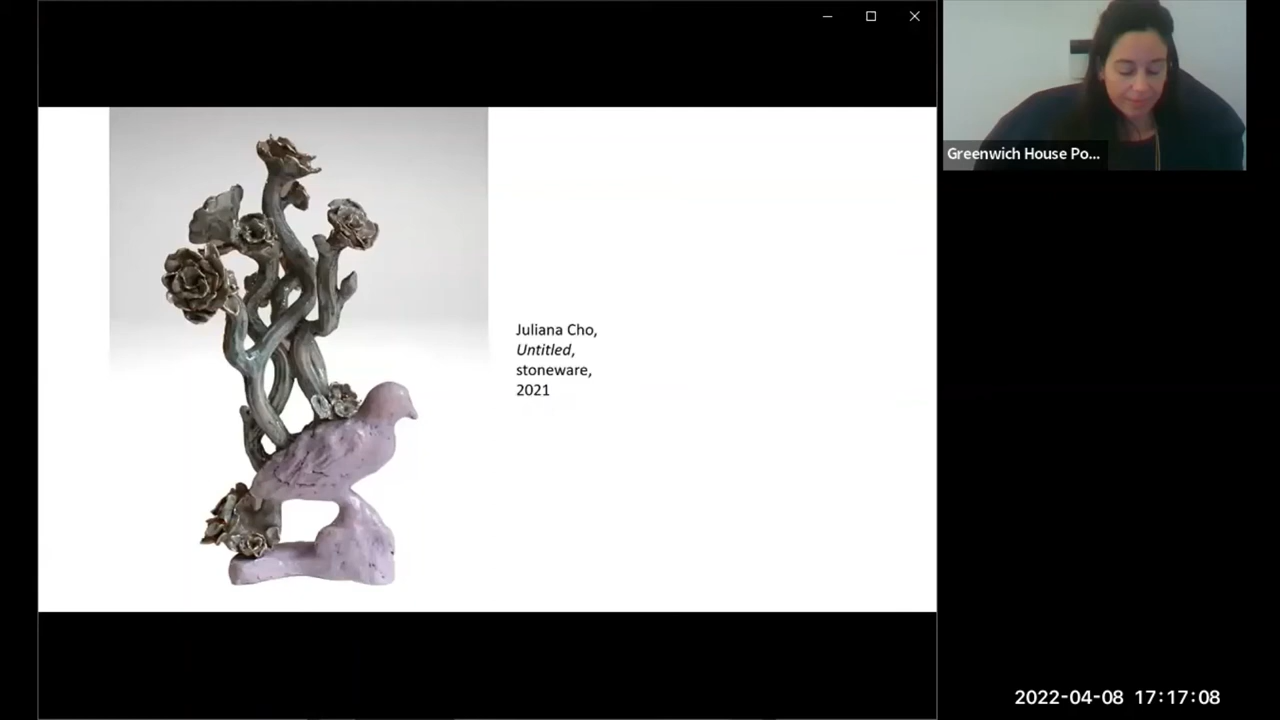 Greenwich House Po...
Juliana Cho,
Untitled,
stoneware,
2021
2022-04-08 17:17:08